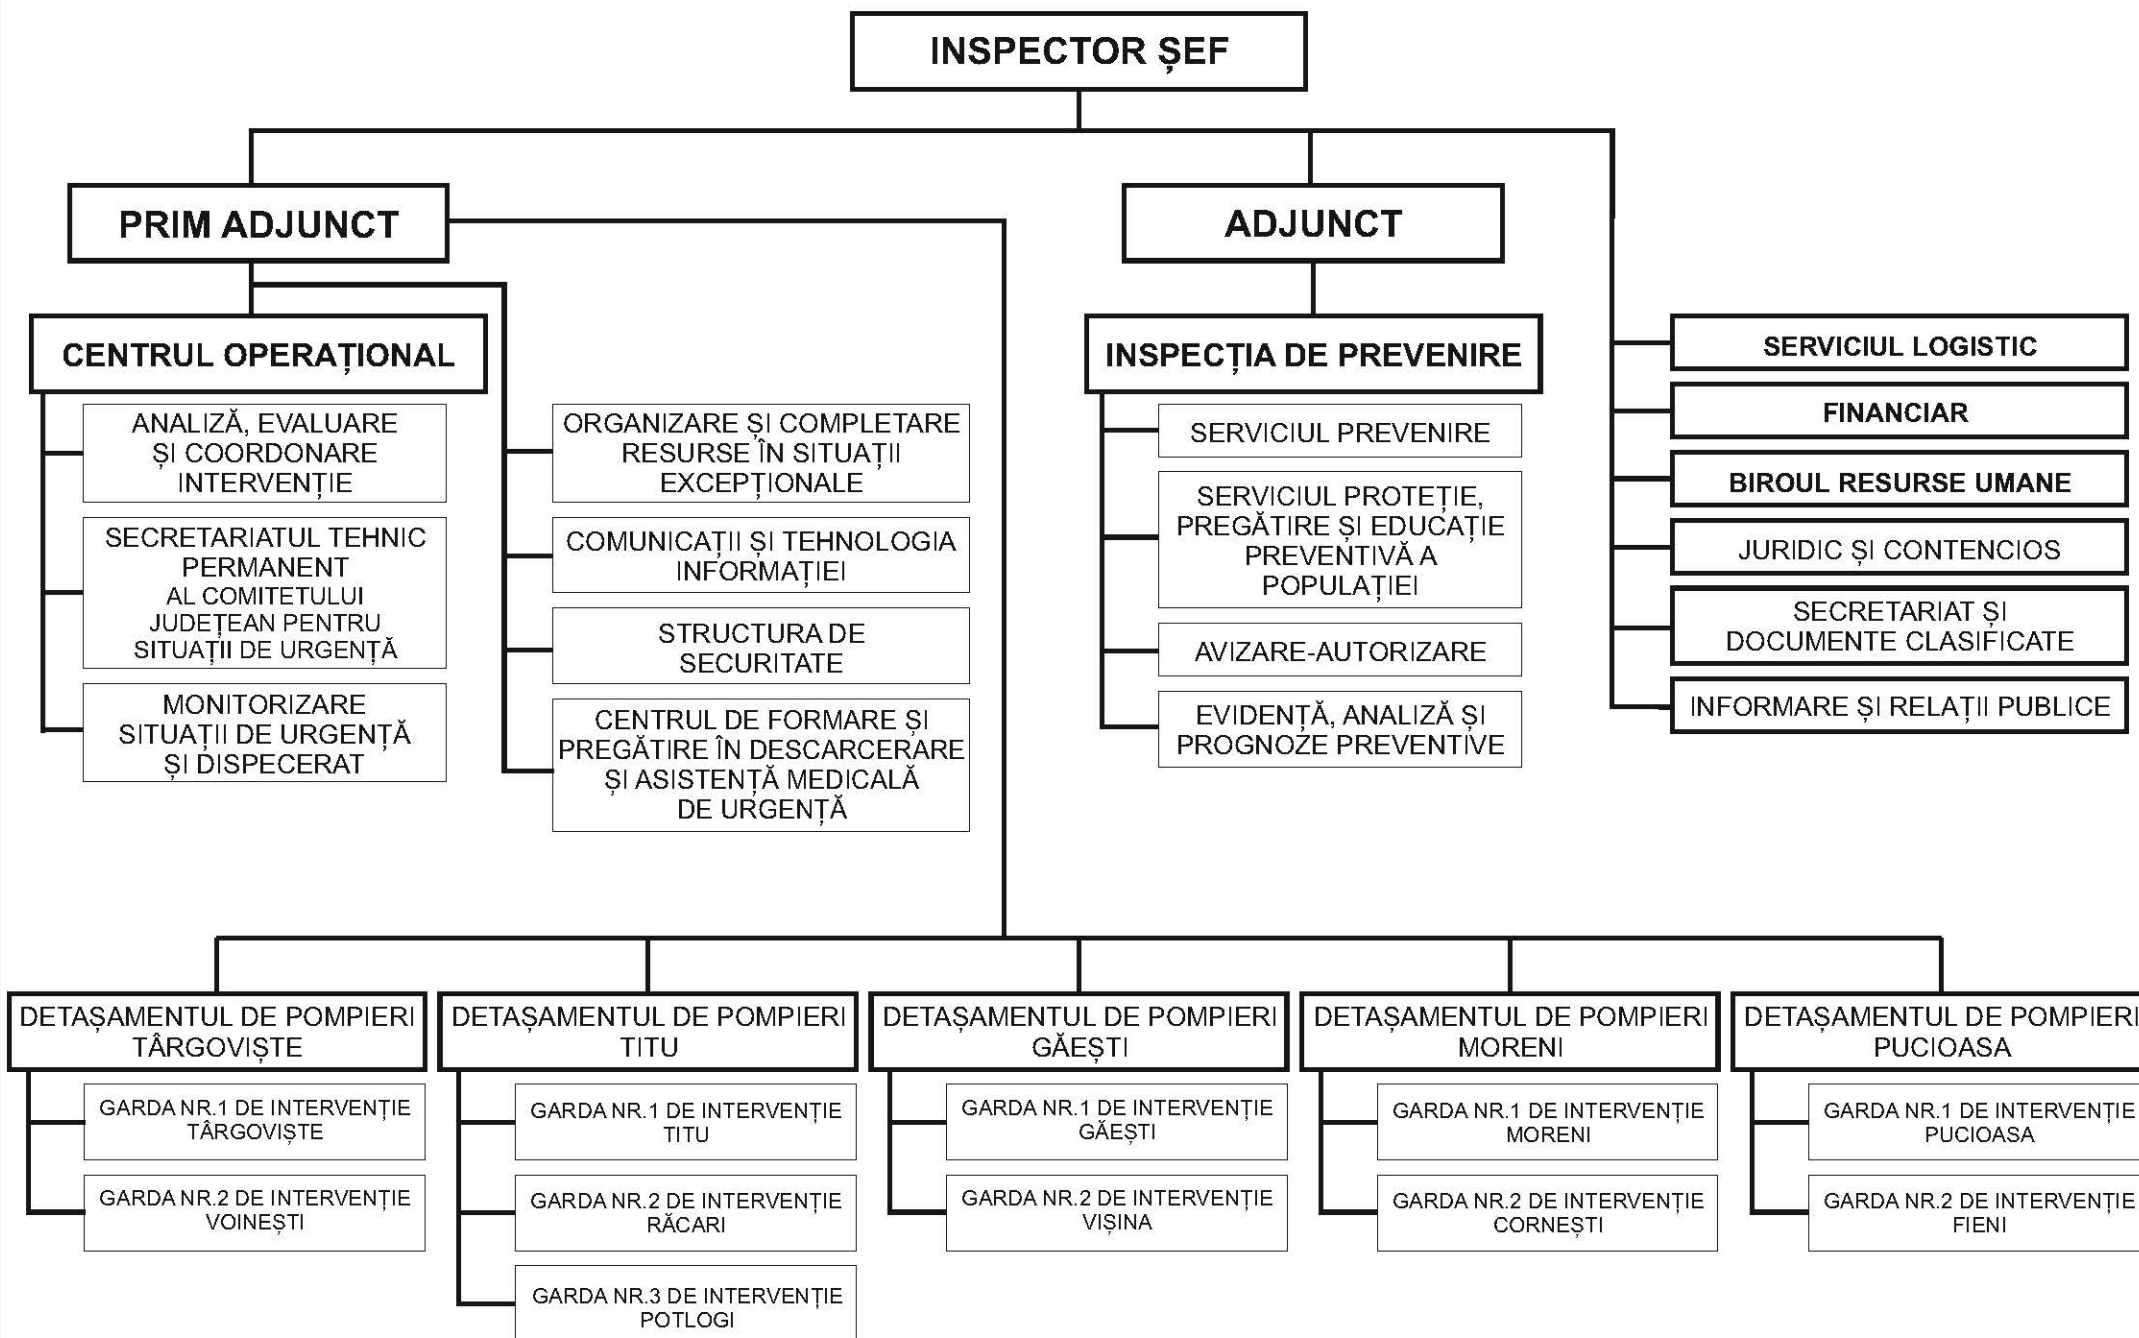 INSPECTOR ȘEF
PRIM ADJUNCT
ADJUNCT
CENTRUL OPERAȚIONAL
ANALIZĂ, EVALUARE
ȘI COORDONARE
INTERVENȚIE
SECRETARIATUL TEHNIC
PERMANENT
AL COMITETULUI
JUDEȚEAN PENTRU
SITUAȚII DE URGENȚĂ
MONITORIZARE
SITUAȚII DE URGENȚĂ
ȘI DISPECERAT
ORGANIZARE ȘI COMPLETARE
RESURSE ÎN SITUAȚII
EXCEPȚIONALE
COMUNICAȚII ȘI TEHNOLOGIA
INFORMAȚIEI
STRUCTURA DE
SECURITATE
CENTRUL DE FORMARE ȘI
PREGĂTIRE ÎN DESCARCERARE
ȘI ASISTENȚĂ MEDICALĂ
DE URGENȚĂ
INSPECȚIA DE PREVENIRE
SERVICIUL PREVENIRE
SERVICIUL PROTEȚIE,
PREGĂTIRE ȘI EDUCAȚIE
PREVENTIVĂ A
POPULAȚIEI
AVIZARE-AUTORIZARE
EVIDENȚĂ, ANALIZĂ ȘI
PROGNOZE PREVENTIVE
SERVICIUL LOGISTIC
FINANCIAR
BIROUL RESURSE UMANE
JURIDIC ȘI CONTENCIOS
SECRETARIAT ȘI
DOCUMENTE CLASIFICATE
INFORMARE ȘI RELAȚII PUBLICE
DETAȘAMENTUL DE POMPIERI
TÂRGOVIȘTE
GARDA NR.1 DE INTERVENȚIE
TÂRGOVIȘTE
GARDA NR.2 DE INTERVENȚIE
VOINEȘTI
DETAȘAMENTUL DE POMPIERI
TITU
GARDA NR.1 DE INTERVENȚIE
TITU
GARDA NR.2 DE INTERVENȚIE
RĂCARI
GARDA NR.3 DE INTERVENȚIE
POTLOGI
DETAȘAMENTUL DE POMPIERI
GĂEȘTI
GARDA NR.1 DE INTERVENȚIE
GĂEȘTI
GARDA NR.2 DE INTERVENȚIE
VIȘINA
DETAȘAMENTUL DE POMPIERI
MORENI
GARDA NR.1 DE INTERVENȚIE
MORENI
GARDA NR.2 DE INTERVENȚIE
CORNEȘTI
DETAȘAMENTUL DE POMPIERI
PUCIOASA
GARDA NR.1 DE INTERVENȚIE
PUCIOASA
GARDA NR.2 DE INTERVENȚIE
FIENI